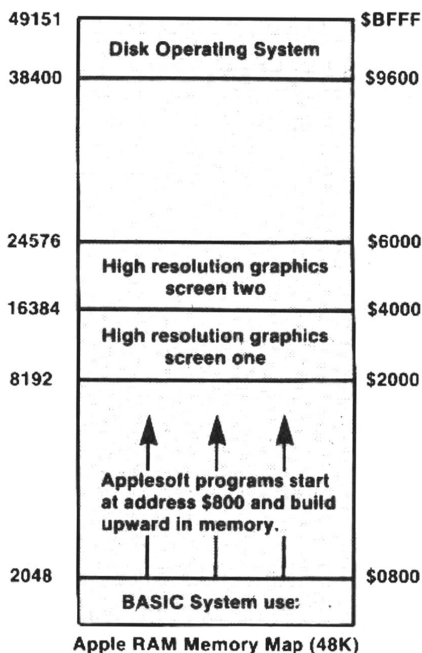 49151 $BFFF
Disk Operating System
38400 $9600
24576 $6000
High resolution graphics
screen two
16384 $4000
High resolution graphics
screen one
8192 $2000
Applesoft programs start
at address $800 and build
upward in memory.
2048 $0800
BASIC System use:
Apple RAM Memory Map (48K)